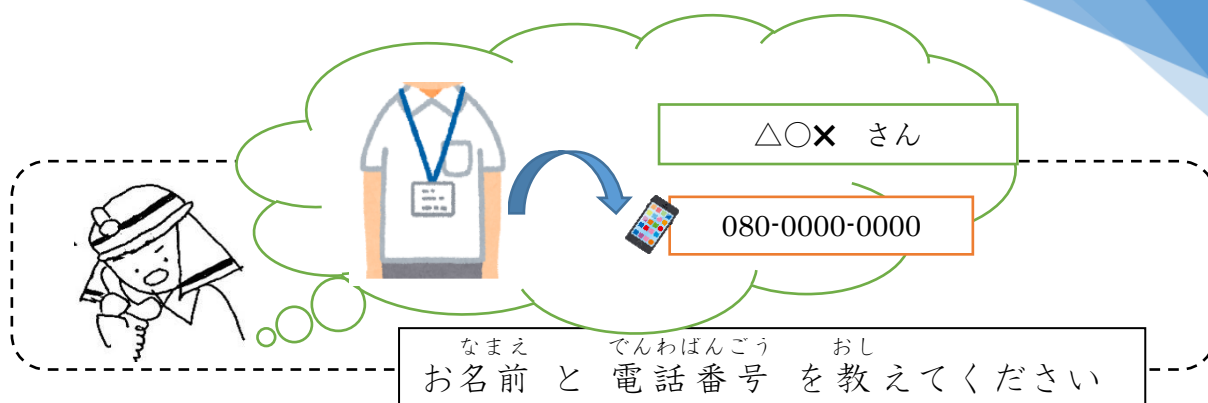 △○✖ さん
080-0000-0000
なまえ でんわばんごう おし
お名前 と 電話番号 を教えてください